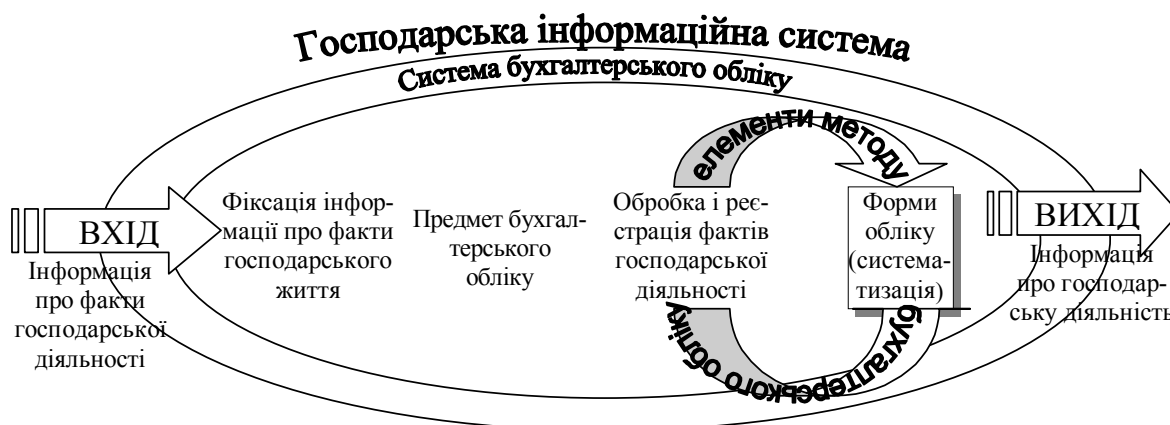 Господарська інформаційна система
Система бухгалтерського обліку
ВХІД
Інформація
про факти
господарської
діяльності
Фіксація інфор-
мації про факти
господарського
життя
Предмет бухгал-
терського
обліку
елементи методу
Обробка і реє-
страція фактів
господарської
діяльності
Форми
обліку
(система-
тизація)
бухгалтерського обліку
ВИХІД
Інформація
про господар-
ську діяльність